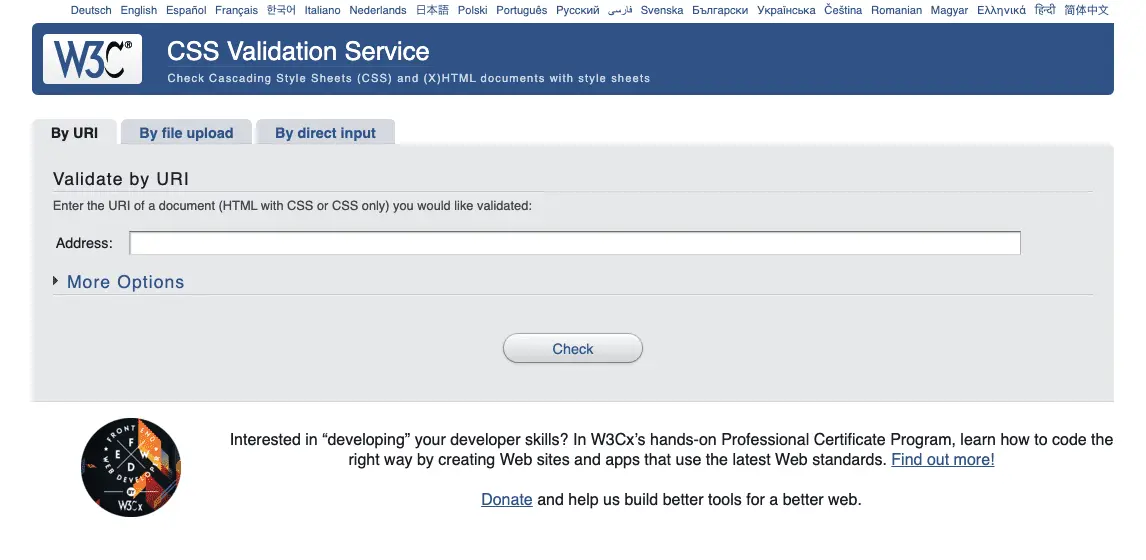 Deutsch English Español Français 한국어 Italiano Nederlands 日本語 Polski Português Русский فارسی Svenska Български Українська Čeština Romanian Magyar Ελληνικά हिन्दी 简体中文
W3C® CSS Validation Service
Check Cascading Style Sheets (CSS) and (X)HTML documents with style sheets
By URI By file upload By direct input
Validate by URI
Enter the URI of a document (HTML with CSS or CSS only) you would like validated:
Address:
More Options
Check
FRONT END
WEB DEVELOPER
F E W D
BY
W3Cx
Interested in “developing” your developer skills? In W3Cx’s hands-on Professional Certificate Program, learn how to code the
right way by creating Web sites and apps that use the latest Web standards. Find out more!
Donate and help us build better tools for a better web.